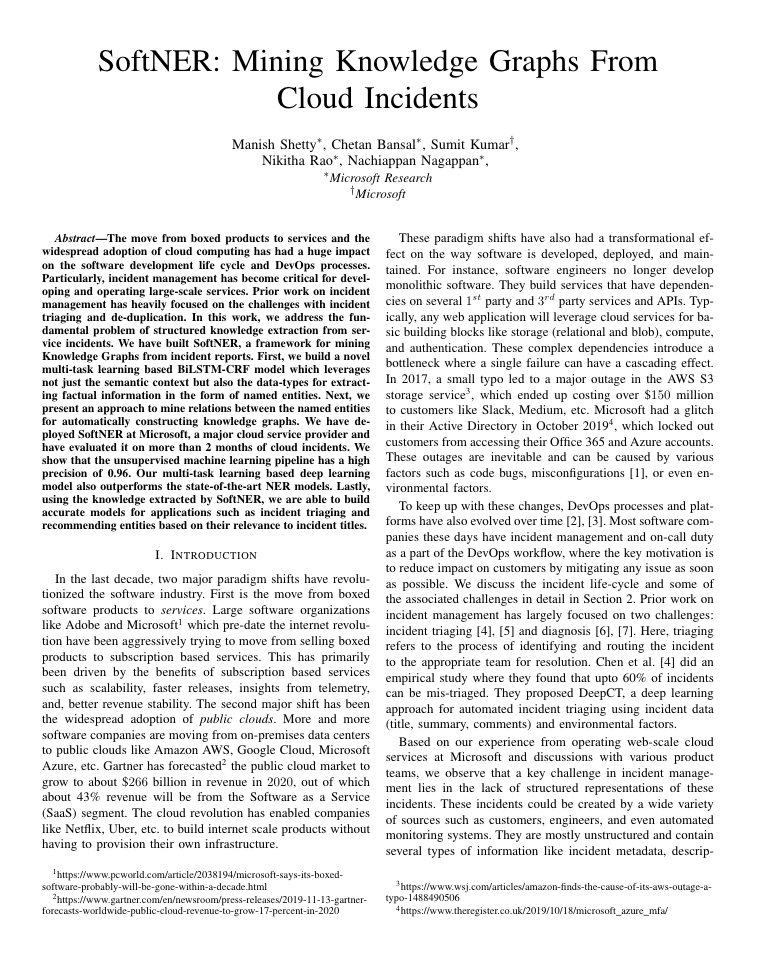 SoftNER: Mining Knowledge Graphs From
Cloud Incidents
Manish Shetty*, Chetan Bansal*, Sumit Kumar†,
Nikitha Rao*, Nachiappan Nagappan*,
*Microsoft Research
†Microsoft
Abstract—The move from boxed products to services and the
widespread adoption of cloud computing has had a huge impact
on the software development life cycle and DevOps processes.
Particularly, incident management has become critical for devel-
oping and operating large-scale services. Prior work on incident
management has heavily focused on the challenges with incident
triaging and de-duplication. In this work, we address the fun-
damental problem of structured knowledge extraction from ser-
vice incidents. We have built SoftNER, a framework for mining
Knowledge Graphs from incident reports. First, we build a novel
multi-task learning based BiLSTM-CRF model which leverages
not just the semantic context but also the data-types for extract-
ing factual information in the form of named entities. Next, we
present an approach to mine relations between the named entities
for automatically constructing knowledge graphs. We have de-
ployed SoftNER at Microsoft, a major cloud service provider and
have evaluated it on more than 2 months of cloud incidents. We
show that the unsupervised machine learning pipeline has a high
precision of 0.96. Our multi-task learning based deep learning
model also outperforms the state-of-the-art NER models. Lastly,
using the knowledge extracted by SoftNER, we are able to build
accurate models for applications such as incident triaging and
recommending entities based on their relevance to incident titles.
I. INTRODUCTION
In the last decade, two major paradigm shifts have revolu-
tionized the software industry. First is the move from boxed
software products to services. Large software organizations
like Adobe and Microsoft1 which pre-date the internet revolu-
tion have been aggressively trying to move from selling boxed
products to subscription based services. This has primarily
been driven by the benefits of subscription based services
such as scalability, faster releases, insights from telemetry,
and, better revenue stability. The second major shift has been
the widespread adoption of public clouds. More and more
software companies are moving from on-premises data centers
to public clouds like Amazon AWS, Google Cloud, Microsoft
Azure, etc. Gartner has forecasted2 the public cloud market to
grow to about $266 billion in revenue in 2020, out of which
about 43% revenue will be from the Software as a Service
(SaaS) segment. The cloud revolution has enabled companies
like Netflix, Uber, etc. to build internet scale products without
having to provision their own infrastructure.
1https://www.pcworld.com/article/2038194/microsoft-says-its-boxed-
software-probably-will-be-gone-within-a-decade.html
2https://www.gartner.com/en/newsroom/press-releases/2019-11-13-gartner-
forecasts-worldwide-public-cloud-revenue-to-grow-17-percent-in-2020
These paradigm shifts have also had a transformational ef-
fect on the way software is developed, deployed, and main-
tained. For instance, software engineers no longer develop
monolithic software. They build services that have dependen-
cies on several 1st party and 3rd party services and APIs. Typ-
ically, any web application will leverage cloud services for ba-
sic building blocks like storage (relational and blob), compute,
and authentication. These complex dependencies introduce a
bottleneck where a single failure can have a cascading effect.
In 2017, a small typo led to a major outage in the AWS S3
storage service3, which ended up costing over $150 million
to customers like Slack, Medium, etc. Microsoft had a glitch
in their Active Directory in October 20194, which locked out
customers from accessing their Office 365 and Azure accounts.
These outages are inevitable and can be caused by various
factors such as code bugs, misconfigurations [1], or even en-
vironmental factors.
To keep up with these changes, DevOps processes and plat-
forms have also evolved over time [2], [3]. Most software com-
panies these days have incident management and on-call duty
as a part of the DevOps workflow, where the key motivation is
to reduce impact on customers by mitigating any issue as soon
as possible. We discuss the incident life-cycle and some of
the associated challenges in detail in Section 2. Prior work on
incident management has largely focused on two challenges:
incident triaging [4], [5] and diagnosis [6], [7]. Here, triaging
refers to the process of identifying and routing the incident
to the appropriate team for resolution. Chen et al. [4] did an
empirical study where they found that upto 60% of incidents
can be mis-triaged. They proposed DeepCT, a deep learning
approach for automated incident triaging using incident data
(title, summary, comments) and environmental factors.
Based on our experience from operating web-scale cloud
services at Microsoft and discussions with various product
teams, we observe that a key challenge in incident manage-
ment lies in the lack of structured representations of these
incidents. These incidents could be created by a wide variety
of sources such as customers, engineers, and even automated
monitoring systems. They are mostly unstructured and contain
several types of information like incident metadata, descrip-
3https://www.wsj.com/articles/amazon-finds-the-cause-of-its-aws-outage-a-
typo-1488490506
4https://www.theregister.co.uk/2019/10/18/microsoft_azure_mfa/